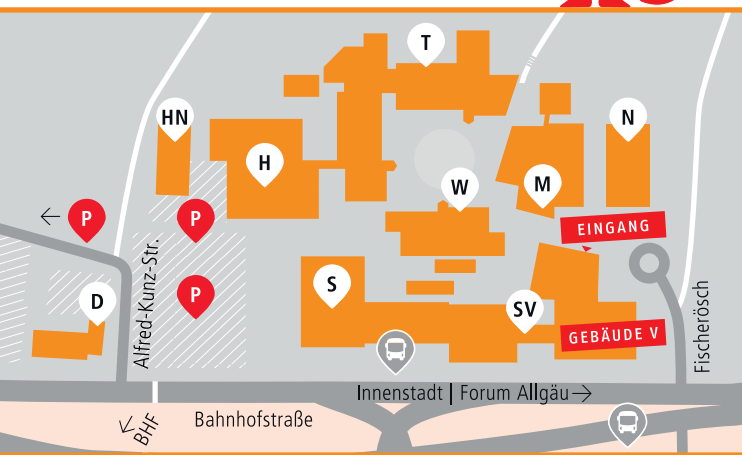 T
HN
N
H
M
W
P
P
EINGANG
P
D
S
SV
GEBÄUDE V
Alfred-Kunz-Str.
Fischerösch
Innenstadt | Forum Allgäu→
←
Bahnhofstraße
↙
BHF